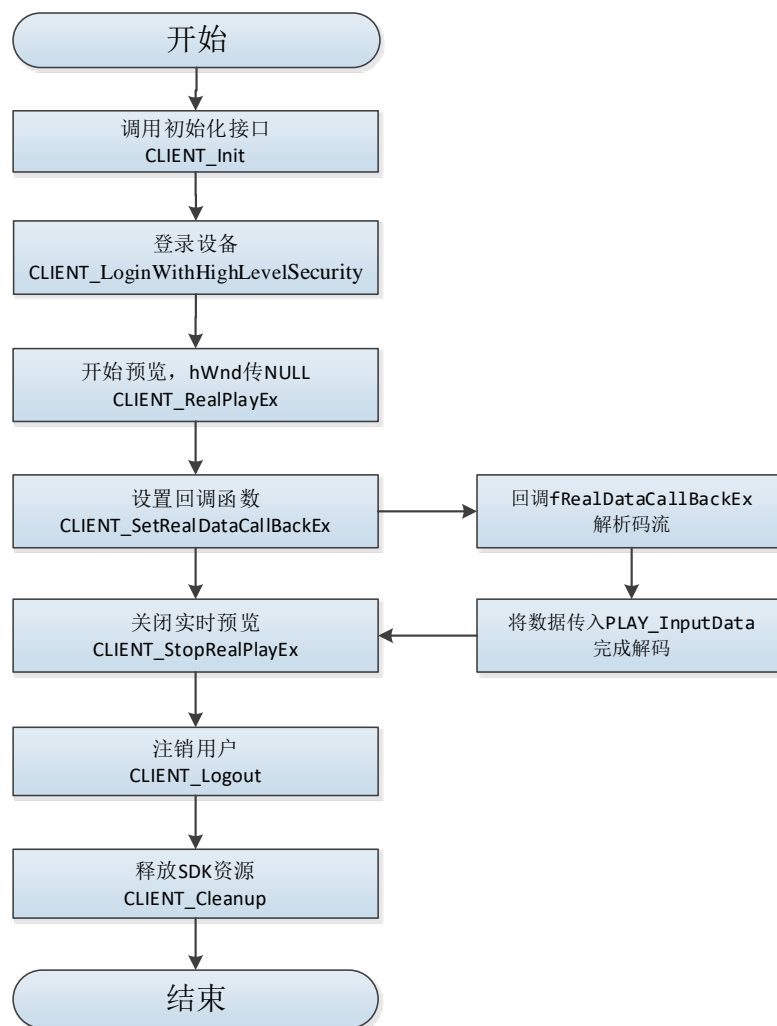 开始
调用初始化接口
CLIENT_Init
登录设备
CLIENT_LoginWithHighLevelSecurity
开始预览，hWnd传NULL
CLIENT_RealPlayEx
设置回调函数
CLIENT_SetRealDataCallBackEx
回调fRealDataCallBackEx
解析码流
关闭实时预览
CLIENT_StopRealPlayEx
将数据传入PLAY_InputData
完成解码
注销用户
CLIENT_Logout
释放SDK资源
CLIENT_Cleanup
结束